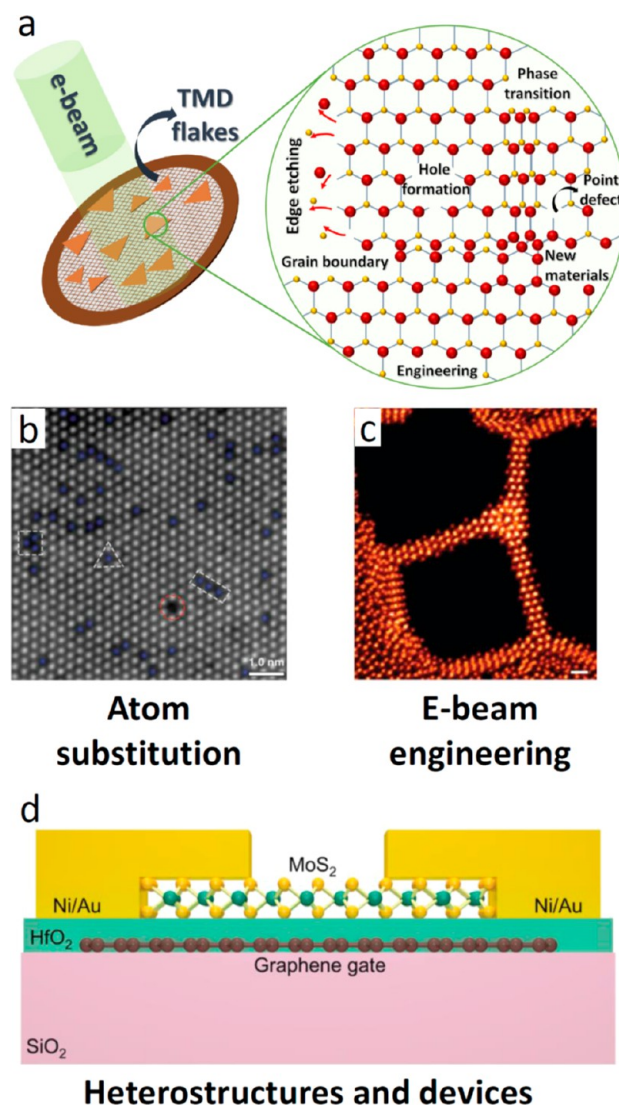 a
e-beam
TMD
flakes
Phase
transition
Edge etching
Hole
formation
Point
defect
Grain boundary
New
materials
Engineering
b
1.0 nm
Atom
substitution
c
E-beam
engineering
d
MoS₂
Ni/Au
Ni/Au
HfO₂
Graphene gate
SiO₂
Heterostructures and devices